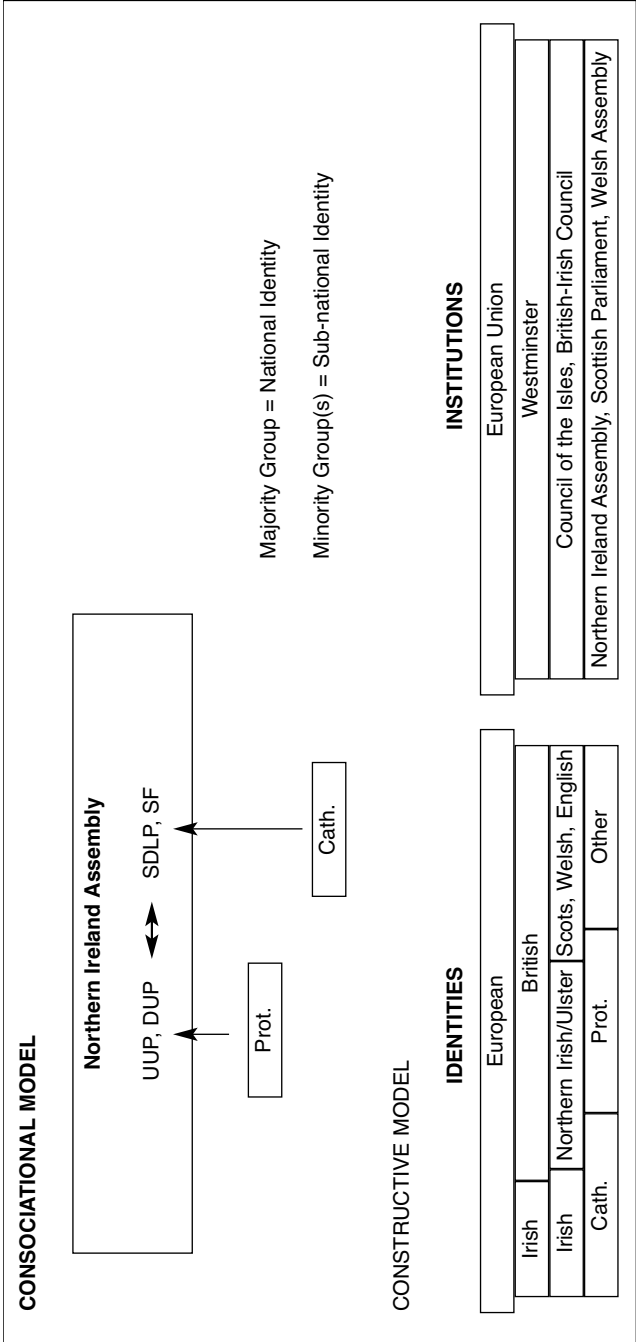 CONSOCIATIONAL MODEL
Northern Ireland Assembly
UUP, DUP
SDLP, SF
Prot.
Cath.
Majority Group = National Identity
Minority Group(s) = Sub-national Identity
CONSTRUCTIVE MODEL
IDENTITIES
European
Irish
British
Irish
Northern Irish/Ulster
Scots, Welsh, English
Cath.
Prot.
Other
INSTITUTIONS
European Union
Westminster
Council of the Isles, British-Irish Council
Northern Ireland Assembly, Scottish Parliament, Welsh Assembly